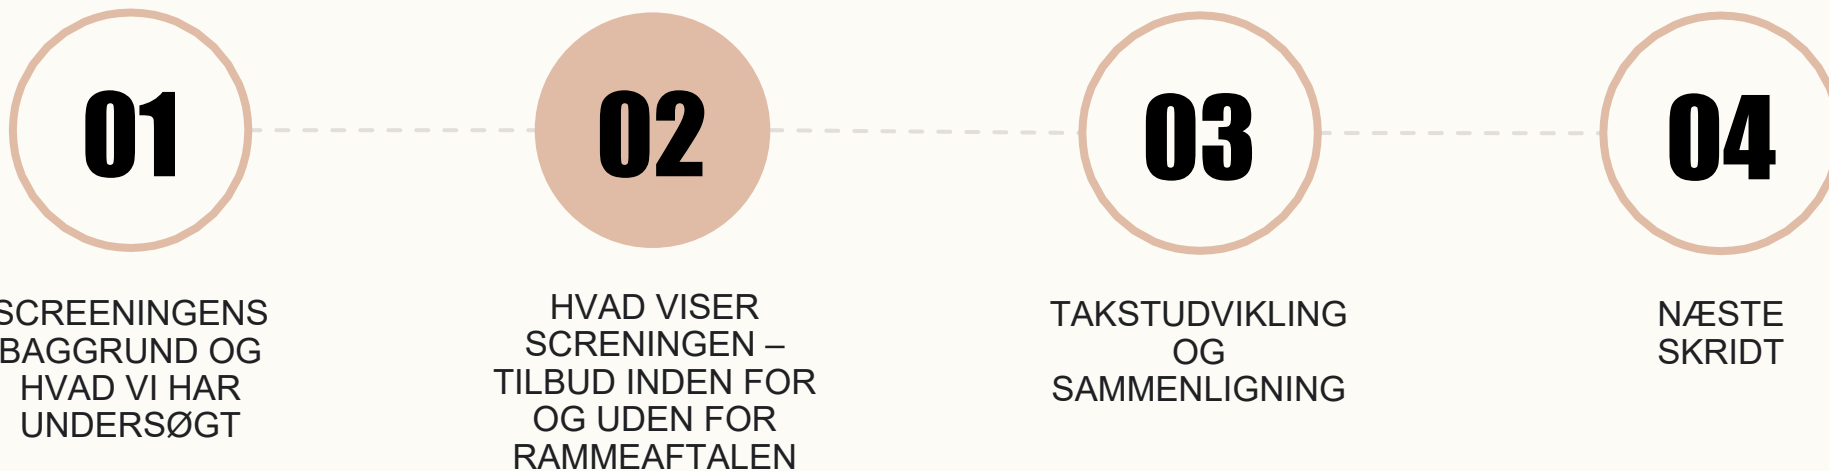 01
02
03
04
SCREENINGENS
BAGGRUND OG
HVAD VI HAR
UNDERSØGT
HVAD VISER
SCRENINGEN –
TILBUD INDEN FOR
OG UDEN FOR
RAMMEAFTALEN
TAKSTUDVIKLING
OG
SAMMENLIGNING
NÆSTE
SKRIDT